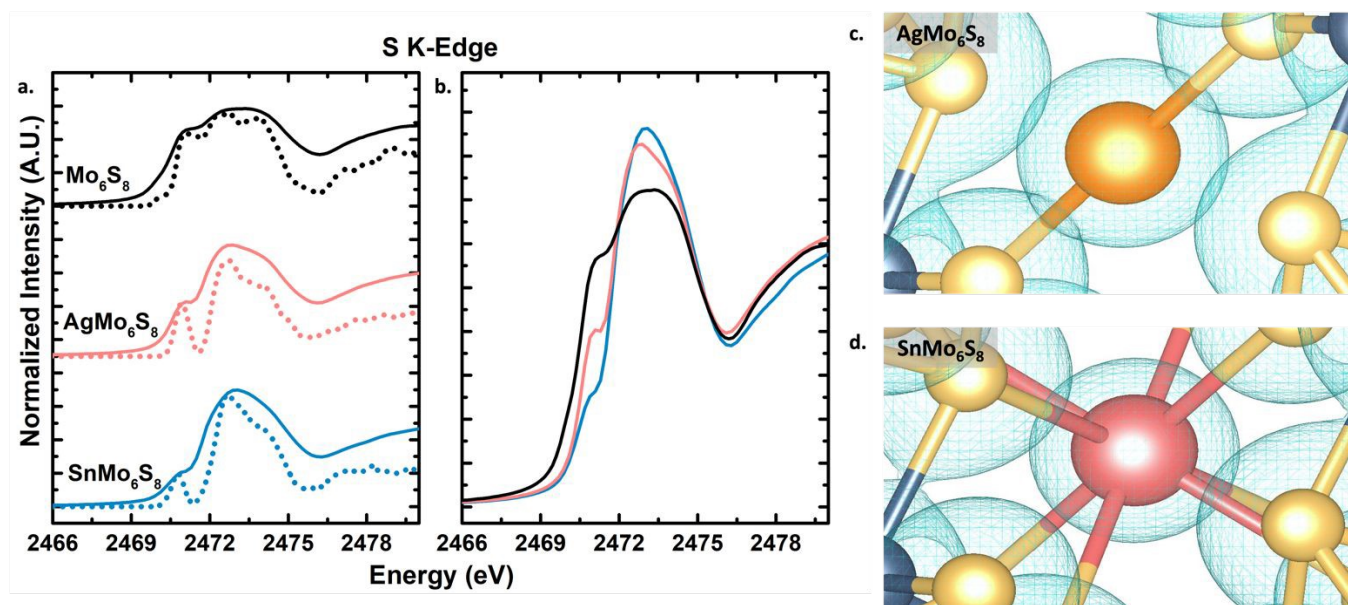 S K-Edge
a.
b.
c.
d.
Normalized Intensity (A.U.)
Mo₆S₈
AgMo₆S₈
SnMo₆S₈
2466 2469 2472 2475 2478
2466 2469 2472 2475 2478
Energy (eV)
AgMo₆S₈
SnMo₆S₈